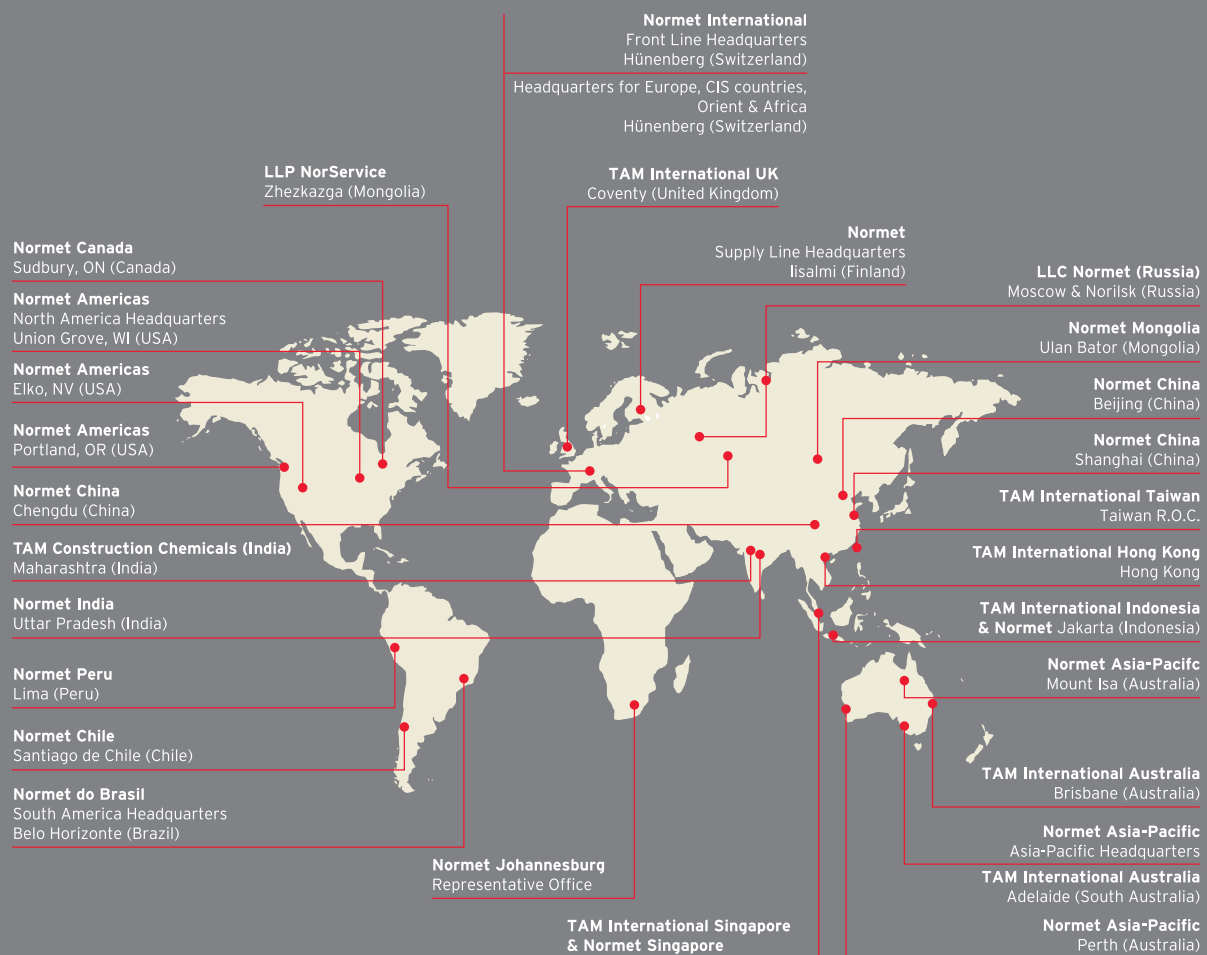 Normet International
Front Line Headquarters
Hünenberg (Switzerland)
Headquarters for Europe, CIS countries,
Orient & Africa
Hünenberg (Switzerland)
LLP NorService
Zhezkazga (Mongolia)
TAM International UK
Coventy (United Kingdom)
Normet
Supply Line Headquarters
Iisalmi (Finland)
Normet Canada
Sudbury, ON (Canada)
Normet Americas
North America Headquarters
Union Grove, WI (USA)
Normet Americas
Elko, NV (USA)
Normet Americas
Portland, OR (USA)
Normet China
Chengdu (China)
TAM Construction Chemicals (India)
Maharashtra (India)
Normet India
Uttar Pradesh (India)
Normet Peru
Lima (Peru)
Normet Chile
Santiago de Chile (Chile)
Normet do Brasil
South America Headquarters
Belo Horizonte (Brazil)
LLC Normet (Russia)
Moscow & Norilsk (Russia)
Normet Mongolia
Ulan Bator (Mongolia)
Normet China
Beijing (China)
Normet China
Shanghai (China)
TAM International Taiwan
Taiwan R.O.C.
TAM International Hong Kong
Hong Kong
TAM International Indonesia
& Normet Jakarta (Indonesia)
Normet Asia-Pacifc
Mount Isa (Australia)
TAM International Australia
Brisbane (Australia)
Normet Asia-Pacific
Asia-Pacific Headquarters
TAM International Australia
Adelaide (South Australia)
Normet Asia-Pacific
Perth (Australia)
Normet Johannesburg
Representative Office
TAM International Singapore
& Normet Singapore